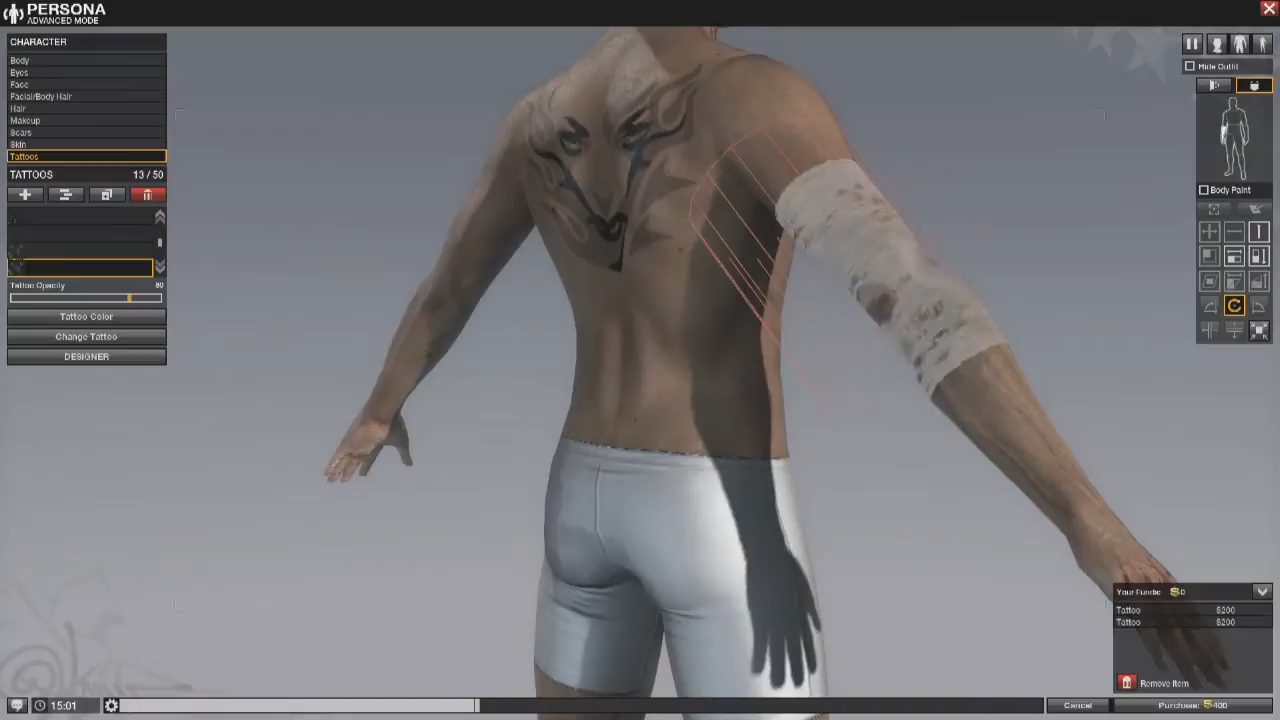 PERSONA
ADVANCED MODE
CHARACTER
Body
Eyes
Face
Facial/Body Hair
Hair
Makeup
Scars
Skin
Tattoos
TATTOOS 13 / 50
Tattoo Opacity 80
Tattoo Color
Change Tattoo
DESIGNER
Hide Outfit
Body Paint
Your Funds: $0
Tattoo $200
Tattoo $200
Remove Item
15:01
Cancel
Purchase: $400